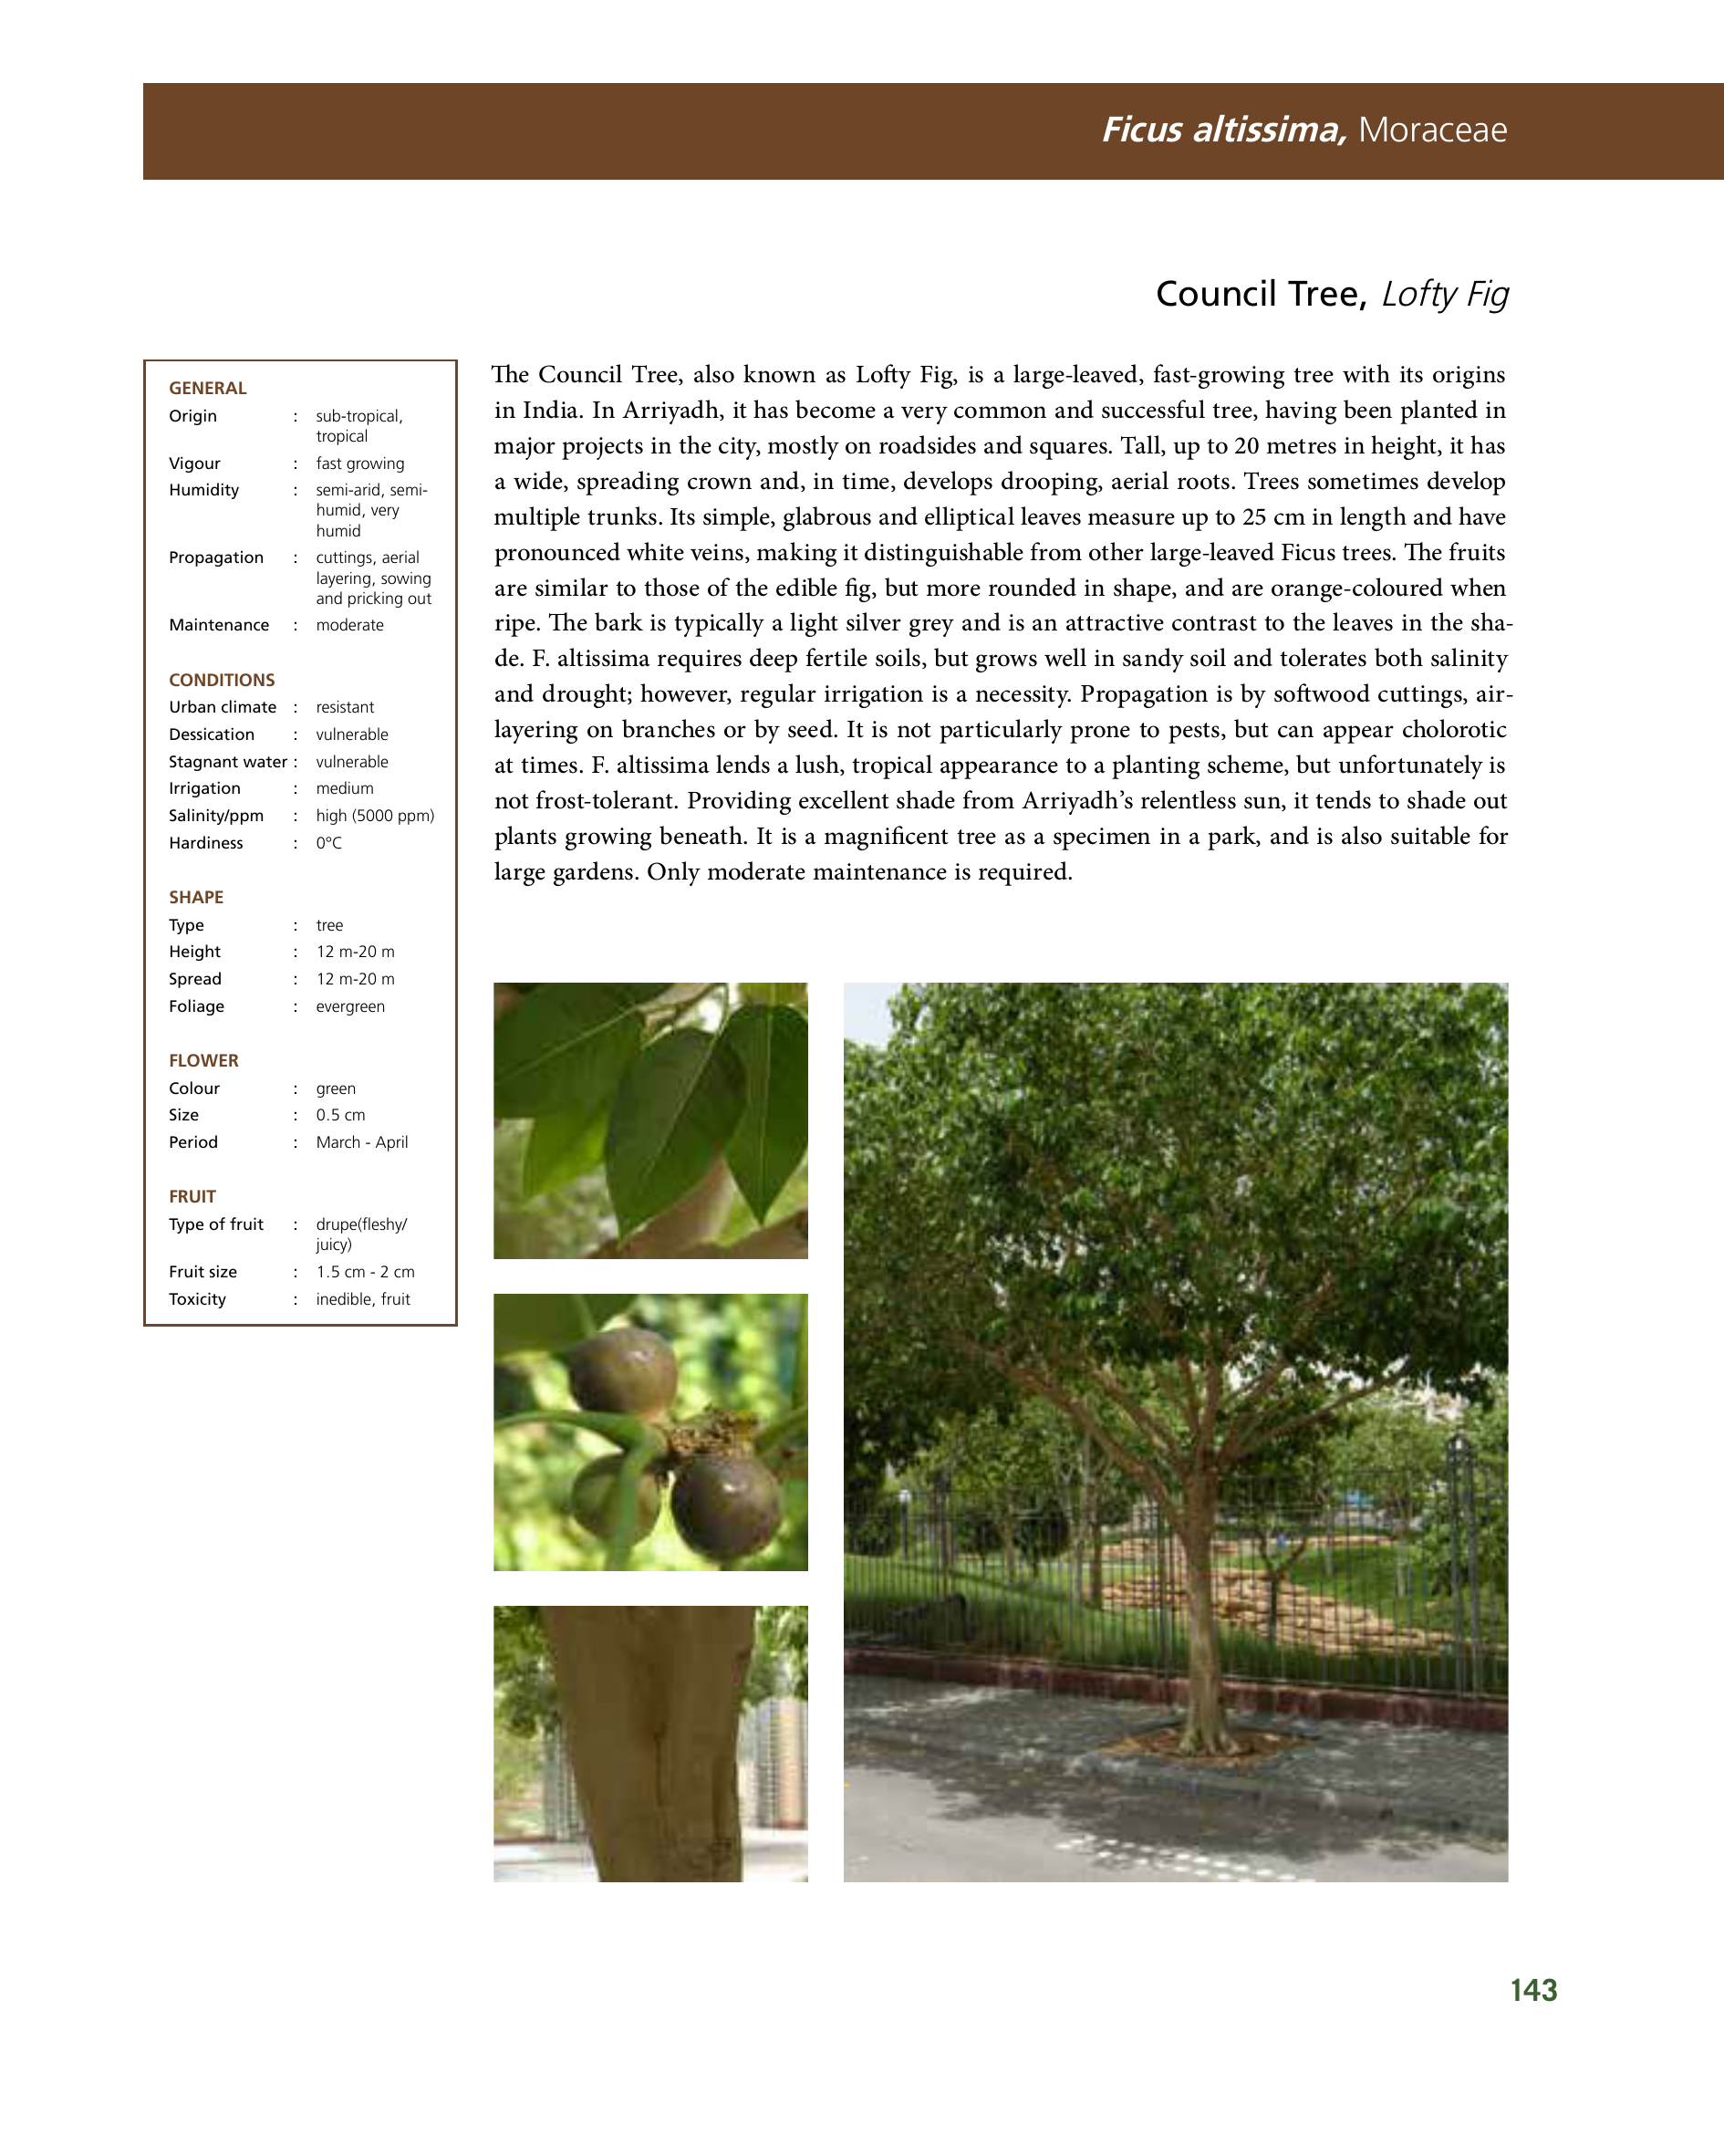 Ficus altissima, Moraceae
Council Tree, Lofty Fig
GENERAL
Origin : sub-tropical,
tropical
Vigour : fast growing
Humidity : semi-arid, semi-
humid, very
humid
Propagation : cuttings, aerial
layering, sowing
and pricking out
Maintenance : moderate
CONDITIONS
Urban climate : resistant
Dessication : vulnerable
Stagnant water : vulnerable
Irrigation : medium
Salinity/ppm : high (5000 ppm)
Hardiness : 0°C
SHAPE
Type : tree
Height : 12 m-20 m
Spread : 12 m-20 m
Foliage : evergreen
FLOWER
Colour : green
Size : 0.5 cm
Period : March - April
FRUIT
Type of fruit : drupe(fleshy/
juicy)
Fruit size : 1.5 cm - 2 cm
Toxicity : inedible, fruit
The Council Tree, also known as Lofty Fig, is a large-leaved, fast-growing tree with its origins
in India. In Arriyadh, it has become a very common and successful tree, having been planted in
major projects in the city, mostly on roadsides and squares. Tall, up to 20 metres in height, it has
a wide, spreading crown and, in time, develops drooping, aerial roots. Trees sometimes develop
multiple trunks. Its simple, glabrous and elliptical leaves measure up to 25 cm in length and have
pronounced white veins, making it distinguishable from other large-leaved Ficus trees. The fruits
are similar to those of the edible fig, but more rounded in shape, and are orange-coloured when
ripe. The bark is typically a light silver grey and is an attractive contrast to the leaves in the sha-
de. F. altissima requires deep fertile soils, but grows well in sandy soil and tolerates both salinity
and drought; however, regular irrigation is a necessity. Propagation is by softwood cuttings, air-
layering on branches or by seed. It is not particularly prone to pests, but can appear cholorotic
at times. F. altissima lends a lush, tropical appearance to a planting scheme, but unfortunately is
not frost-tolerant. Providing excellent shade from Arriyadh's relentless sun, it tends to shade out
plants growing beneath. It is a magnificent tree as a specimen in a park, and is also suitable for
large gardens. Only moderate maintenance is required.
143